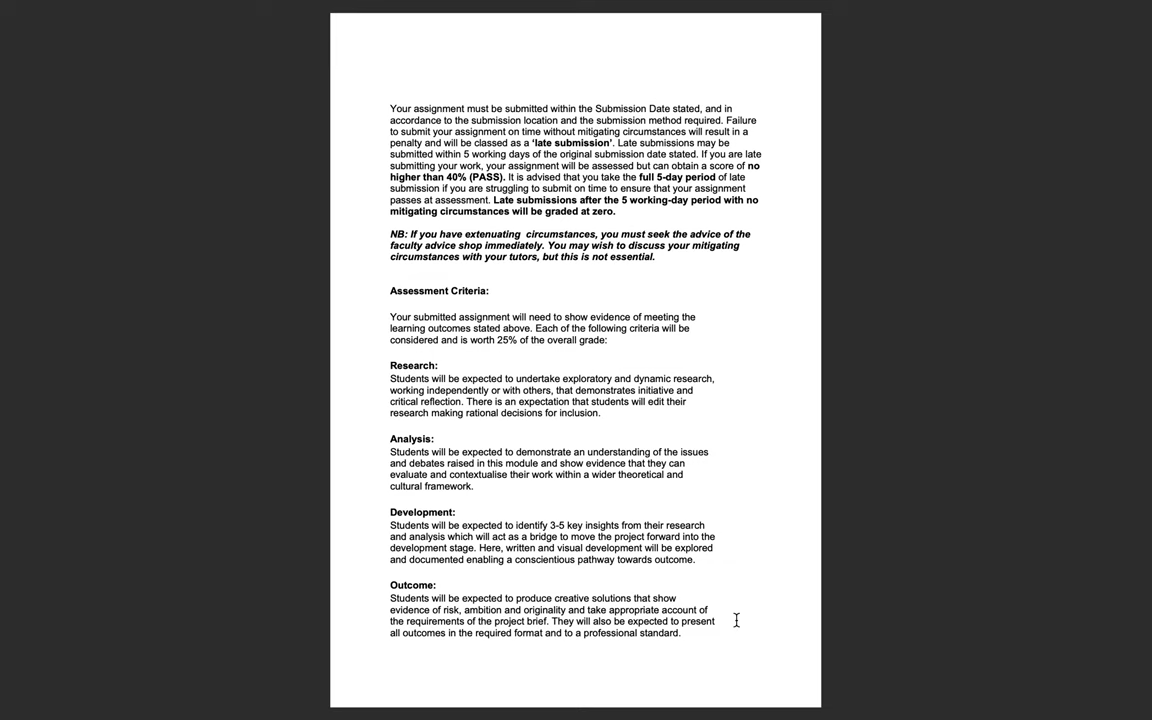 Your assignment must be submitted within the Submission Date stated, and in
accordance to the submission location and the submission method required. Failure
to submit your assignment on time without mitigating circumstances will result in a
penalty and will be classed as a ‘late submission’. Late submissions may be
submitted within 5 working days of the original submission date stated. If you are late
submitting your work, your assignment will be assessed but can obtain a score of no
higher than 40% (PASS). It is advised that you take the full 5-day period of late
submission if you are struggling to submit on time to ensure that your assignment
passes at assessment. Late submissions after the 5 working-day period with no
mitigating circumstances will be graded at zero.
NB: If you have extenuating  circumstances, you must seek the advice of the
faculty advice shop immediately. You may wish to discuss your mitigating
circumstances with your tutors, but this is not essential.
Assessment Criteria:
Your submitted assignment will need to show evidence of meeting the
learning outcomes stated above. Each of the following criteria will be
considered and is worth 25% of the overall grade:
Research:
Students will be expected to undertake exploratory and dynamic research,
working independently or with others, that demonstrates initiative and
critical reflection. There is an expectation that students will edit their
research making rational decisions for inclusion.
Analysis:
Students will be expected to demonstrate an understanding of the issues
and debates raised in this module and show evidence that they can
evaluate and contextualise their work within a wider theoretical and
cultural framework.
Development:
Students will be expected to identify 3-5 key insights from their research
and analysis which will act as a bridge to move the project forward into the
development stage. Here, written and visual development will be explored
and documented enabling a conscientious pathway towards outcome.
Outcome:
Students will be expected to produce creative solutions that show
evidence of risk, ambition and originality and take appropriate account of
the requirements of the project brief. They will also be expected to present
all outcomes in the required format and to a professional standard.